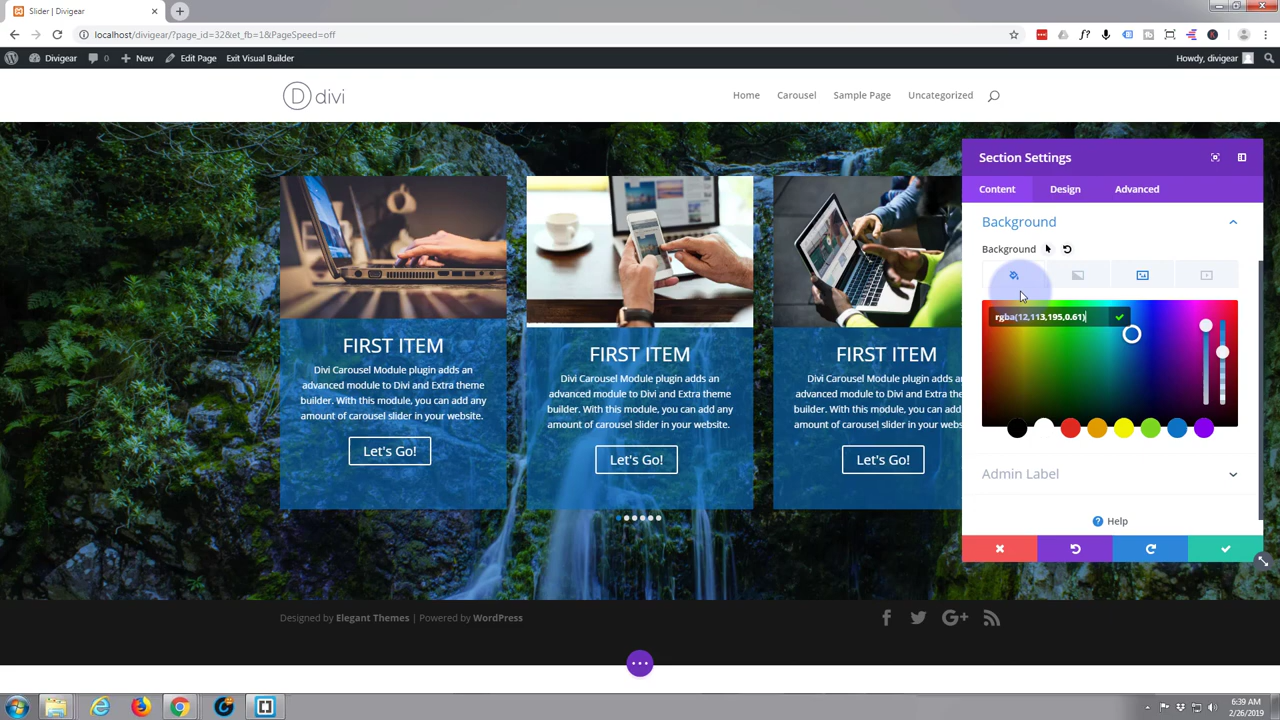 Slider | Divigear
localhost/divigear/?page_id=32&et_fb=1&PageSpeed=off
Divigear 0 New Edit Page Exit Visual Builder Howdy, divigear
D divi
Home Carousel Sample Page Uncategorized
Section Settings
Content Design Advanced
Background
Background
rgba(12,113,195,0.61)
Admin Label
? Help
FIRST ITEM
Divi Carousel Module plugin adds an
advanced module to Divi and Extra theme
builder. With this module, you can add any
amount of carousel slider in your website.
Let's Go!
FIRST ITEM
Divi Carousel Module plugin adds an
advanced module to Divi and Extra theme
builder. With this module, you can add any
amount of carousel slider in your website.
Let's Go!
FIRST ITEM
Divi Carousel Module plugin adds an
advanced module to Divi and Extra
builder. With this module, you can add
amount of carousel slider in your website.
Let's Go!
Designed by Elegant Themes | Powered by WordPress
6:39 AM
2/26/2019